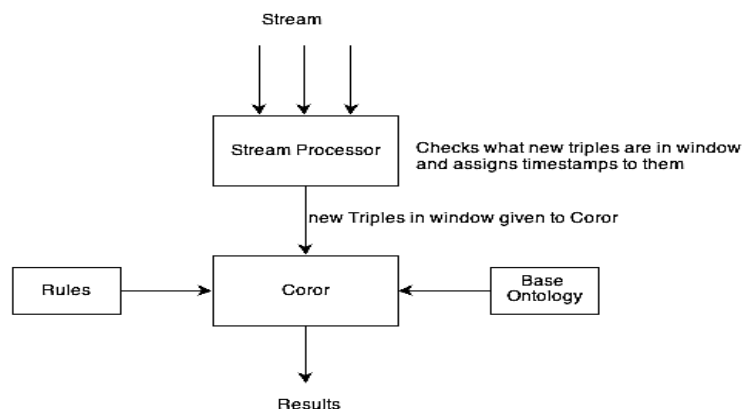 Stream
Stream Processor
Checks what new triples are in window
and assigns timestamps to them
new Triples in window given to Coror
Rules
Coror
Base
Ontology
Results